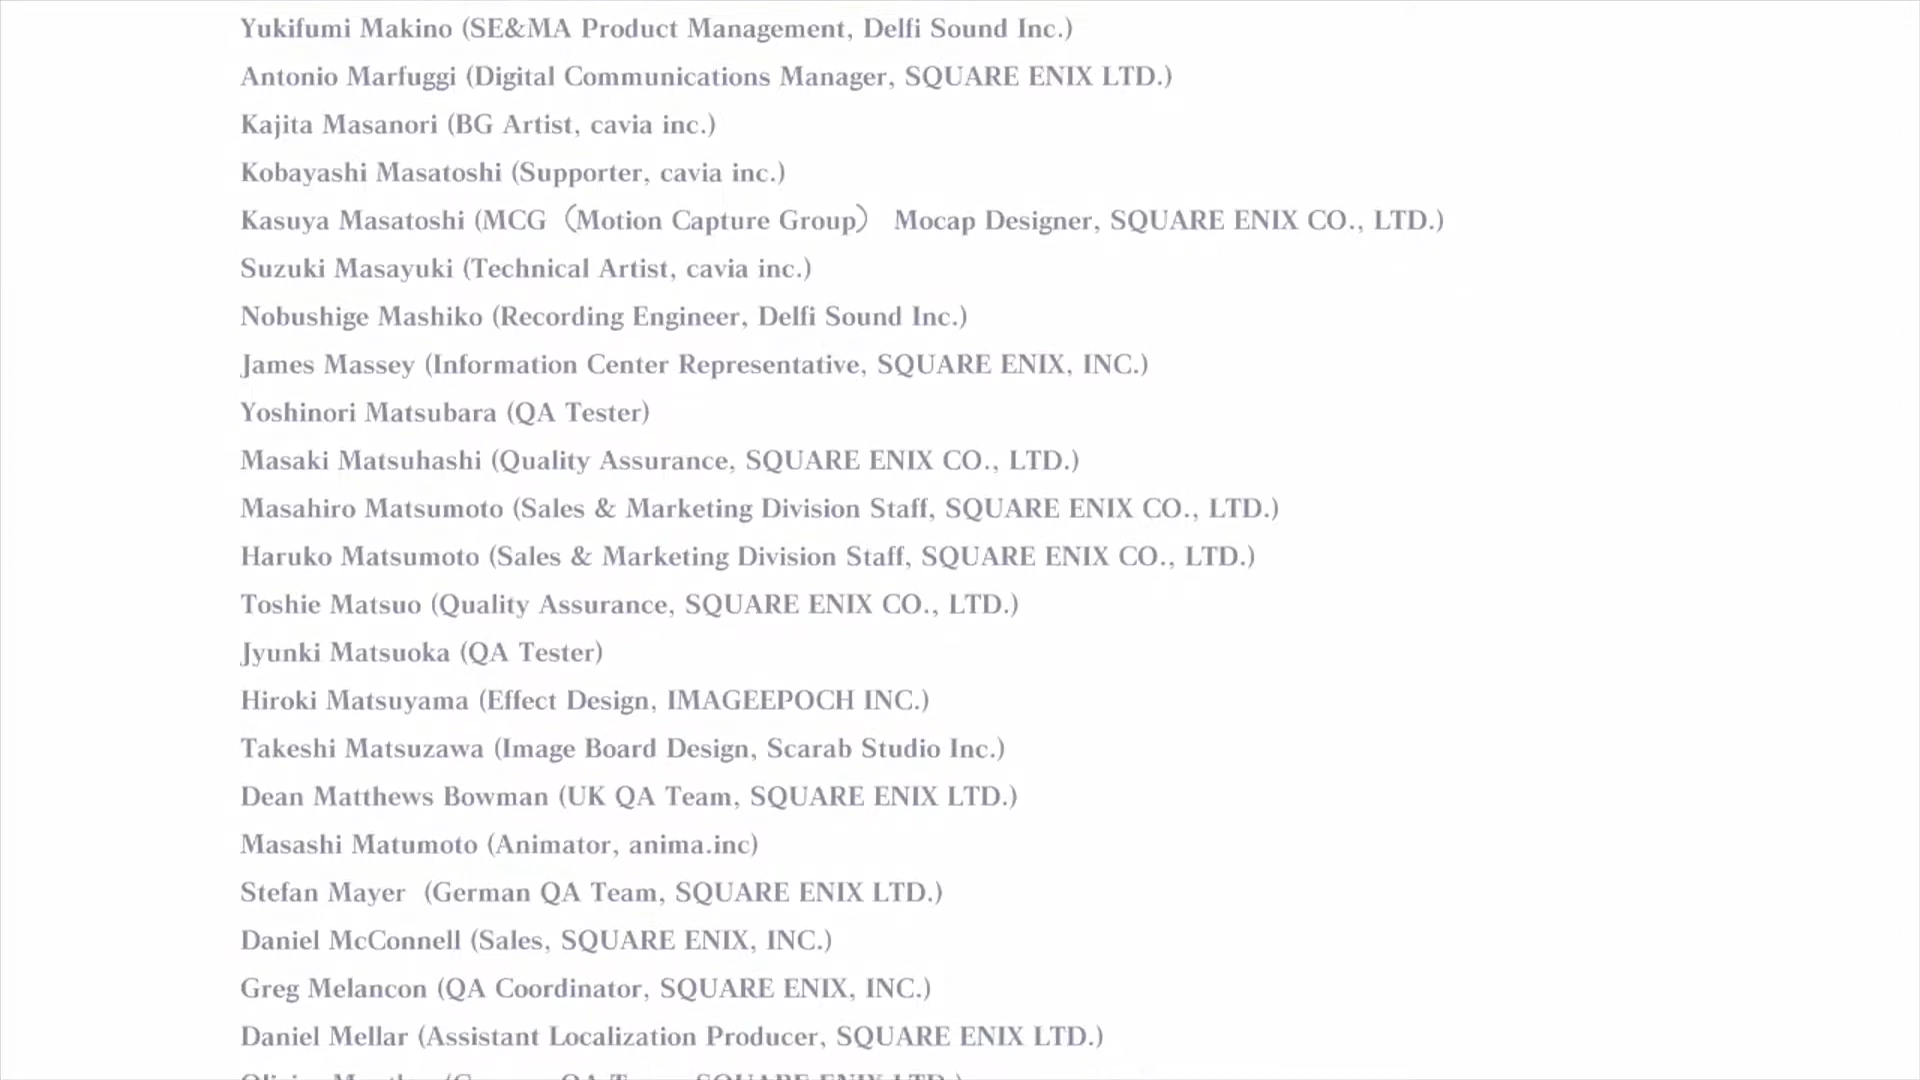 Yukifumi Makino (SE&MA Product Management, Delfi Sound Inc.)
Antonio Marfuggi (Digital Communications Manager, SQUARE ENIX LTD.)
Kajita Masanori (BG Artist, cavia inc.)
Kobayashi Masatoshi (Supporter, cavia inc.)
Kasuya Masatoshi (MCG（Motion Capture Group） Mocap Designer, SQUARE ENIX CO., LTD.)
Suzuki Masayuki (Technical Artist, cavia inc.)
Nobushige Mashiko (Recording Engineer, Delfi Sound Inc.)
James Massey (Information Center Representative, SQUARE ENIX, INC.)
Yoshinori Matsubara (QA Tester)
Masaki Matsuhashi (Quality Assurance, SQUARE ENIX CO., LTD.)
Masahiro Matsumoto (Sales & Marketing Division Staff, SQUARE ENIX CO., LTD.)
Haruko Matsumoto (Sales & Marketing Division Staff, SQUARE ENIX CO., LTD.)
Toshie Matsuo (Quality Assurance, SQUARE ENIX CO., LTD.)
Jyunki Matsuoka (QA Tester)
Hiroki Matsuyama (Effect Design, IMAGEEPOCH INC.)
Takeshi Matsuzawa (Image Board Design, Scarab Studio Inc.)
Dean Matthews Bowman (UK QA Team, SQUARE ENIX LTD.)
Masashi Matumoto (Animator, anima.inc)
Stefan Mayer (German QA Team, SQUARE ENIX LTD.)
Daniel McConnell (Sales, SQUARE ENIX, INC.)
Greg Melancon (QA Coordinator, SQUARE ENIX, INC.)
Daniel Mellar (Assistant Localization Producer, SQUARE ENIX LTD.)